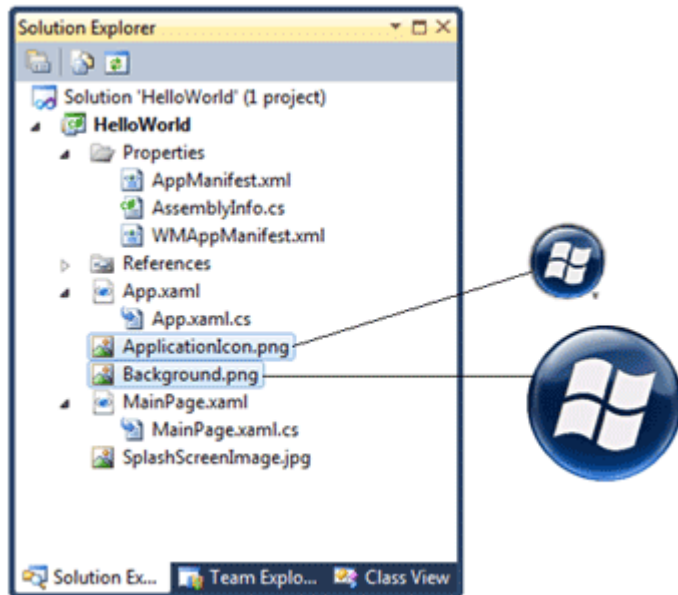 Solution Explorer
Solution 'HelloWorld' (1 project)
HelloWorld
Properties
AppManifest.xml
AssemblyInfo.cs
WMAppManifest.xml
References
App.xaml
App.xaml.cs
ApplicationIcon.png
Background.png
MainPage.xaml
MainPage.xaml.cs
SplashScreenImage.jpg
Solution Ex... Team Explo... Class View